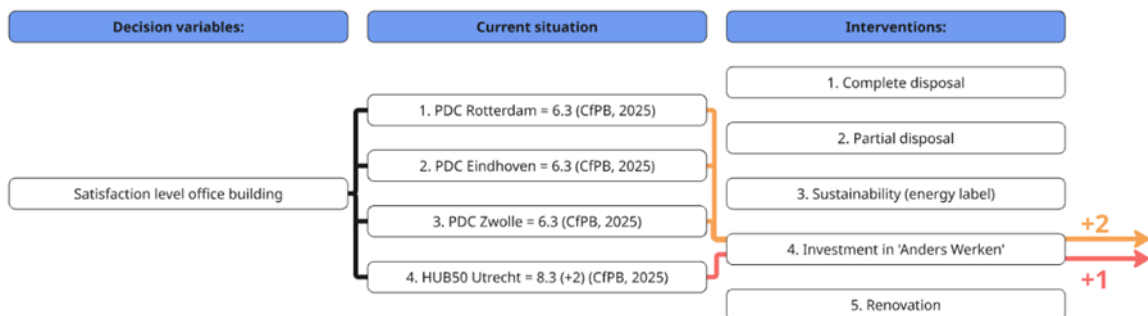 Decision variables:
Current situation
Interventions:
1. Complete disposal
1. PDC Rotterdam = 6.3 (CfPB, 2025)
2. Partial disposal
2. PDC Eindhoven = 6.3 (CfPB, 2025)
Satisfaction level office building
3. Sustainability (energy label)
3. PDC Zwolle = 6.3 (CfPB, 2025)
+2
4. Investment in 'Anders Werken'
4. HUB50 Utrecht = 8.3 (+2) (CfPB, 2025)
+1
5. Renovation